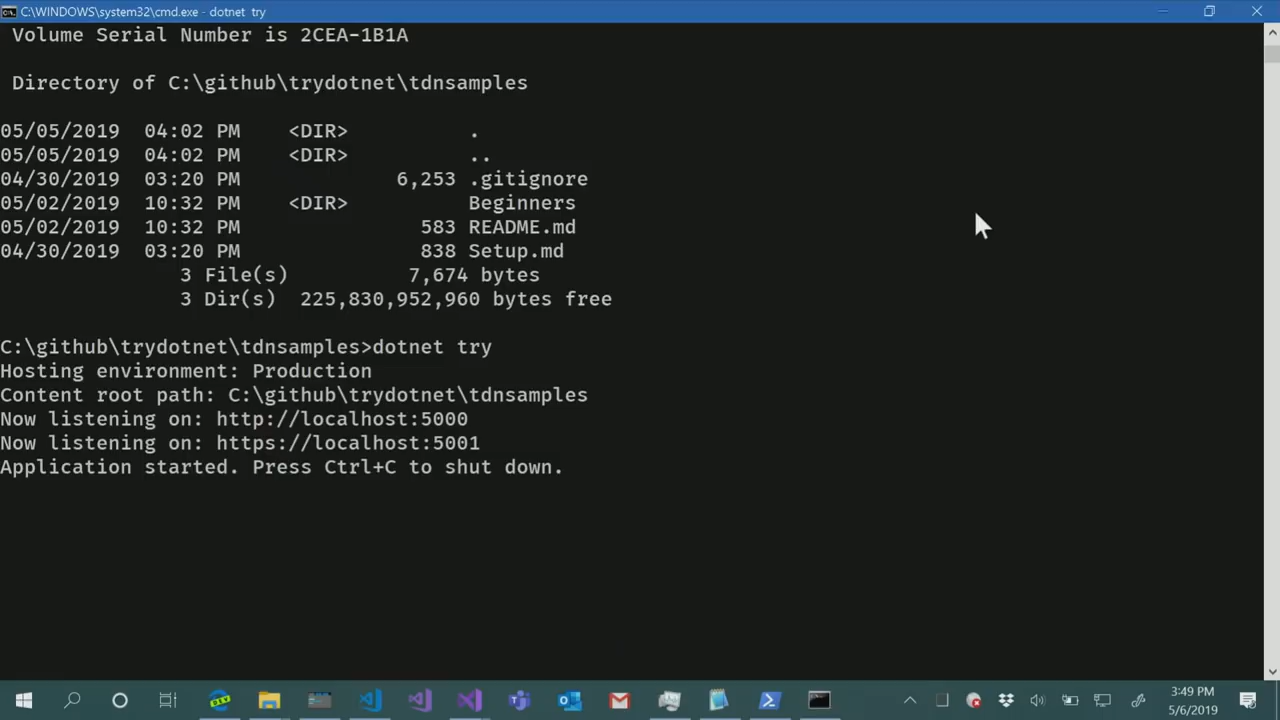 C:\WINDOWS\system32\cmd.exe - dotnet try
Volume Serial Number is 2CEA-1B1A
Directory of C:\github\trydotnet\tdnsamples
05/05/2019 04:02 PM <DIR> .
05/05/2019 04:02 PM <DIR> ..
04/30/2019 03:20 PM 6,253 .gitignore
05/02/2019 10:32 PM <DIR> Beginners
05/02/2019 10:32 PM 583 README.md
04/30/2019 03:20 PM 838 Setup.md
3 File(s) 7,674 bytes
3 Dir(s) 225,830,952,960 bytes free
C:\github\trydotnet\tdnsamples>dotnet try
Hosting environment: Production
Content root path: C:\github\trydotnet\tdnsamples
Now listening on: http://localhost:5000
Now listening on: https://localhost:5001
Application started. Press Ctrl+C to shut down.
3:49 PM
5/6/2019